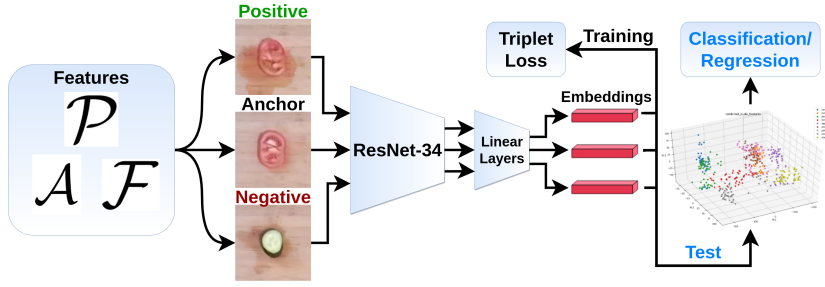 Features
P
A F
Positive
Anchor
Negative
ResNet-34
Linear
Layers
Embeddings
Triplet
Loss
Training
Classification/
Regression
Test